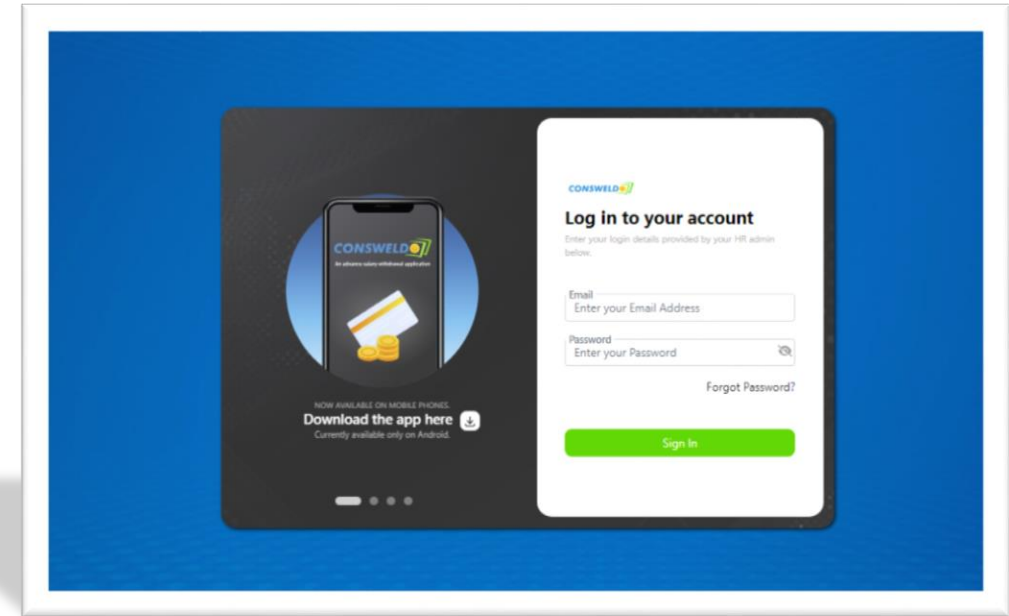 CONSWELDO
An advance salary withdrawal application
NOW AVAILABLE ON MOBILE PHONES.
Download the app here
Currently available only on Android.
CONSWELDO
Log in to your account
Enter your login details provided by your HR admin
below.
Email
Enter your Email Address
Password
Enter your Password
Forgot Password?
Sign In